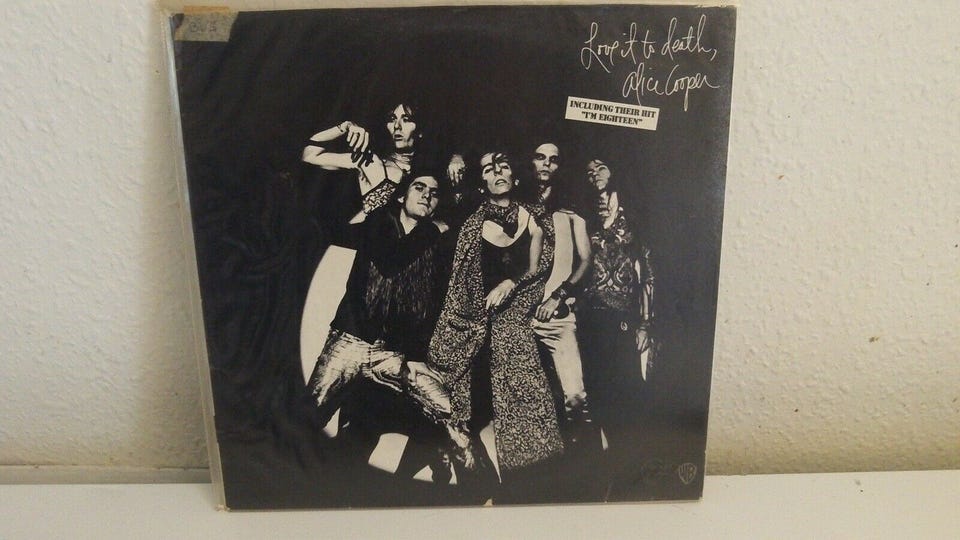 Love it to death,
Alice Cooper
INCLUDING THEIR HIT
"I'M EIGHTEEN"